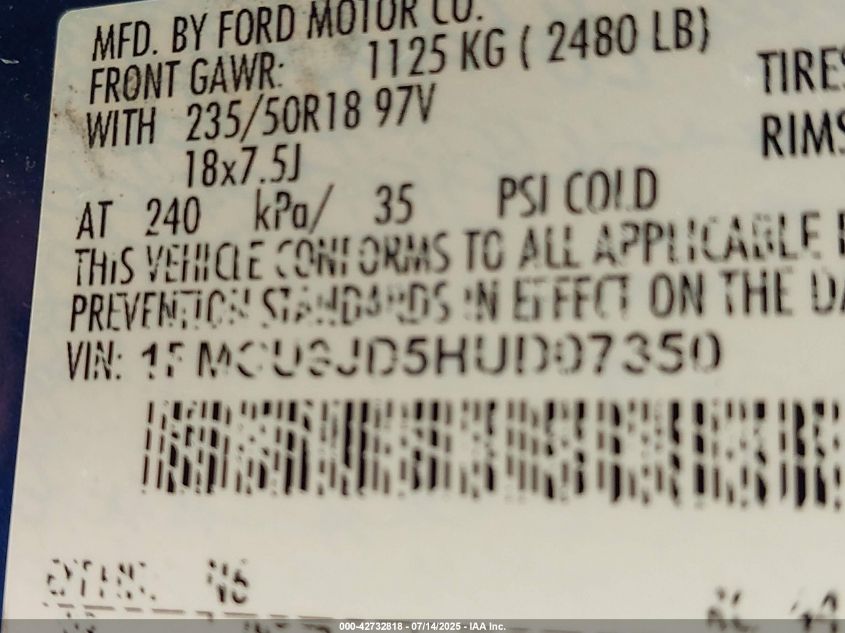 MFD. BY FORD MOTOR CO.
FRONT GAWR: 1125 KG ( 2480 LB)
WITH 235/50R18 97V
18x7.5J
AT 240 kPa/ 35 PSI COLD
TIRES
RIMS
THIS VEHICLE CONFORMS TO ALL APPLICABLE
PREVENTION STANDARDS IN EFFECT ON THE
VIN:
000-42732818 - 07/14/2025 - IAA Inc.